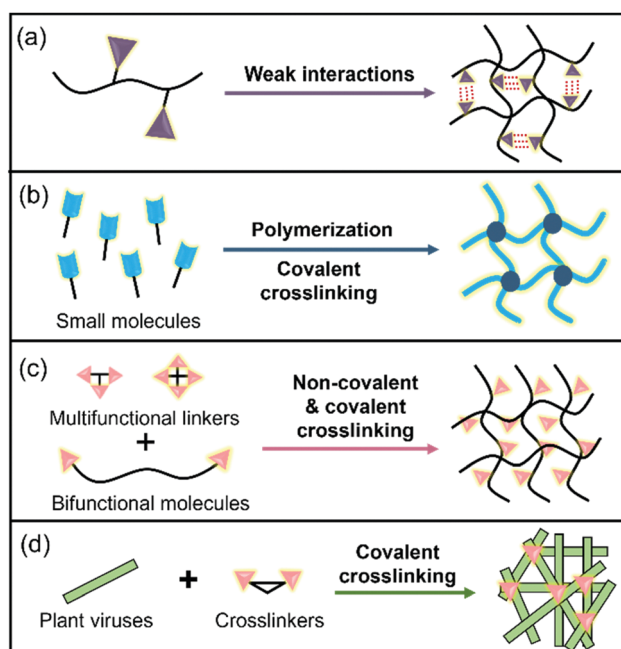 (a)
Weak interactions
(b)
Polymerization
Covalent
crosslinking
Small molecules
(c)
Multifunctional linkers
+
Bifunctional molecules
Non-covalent
& covalent
crosslinking
(d)
+
Plant viruses
Crosslinkers
Covalent
crosslinking